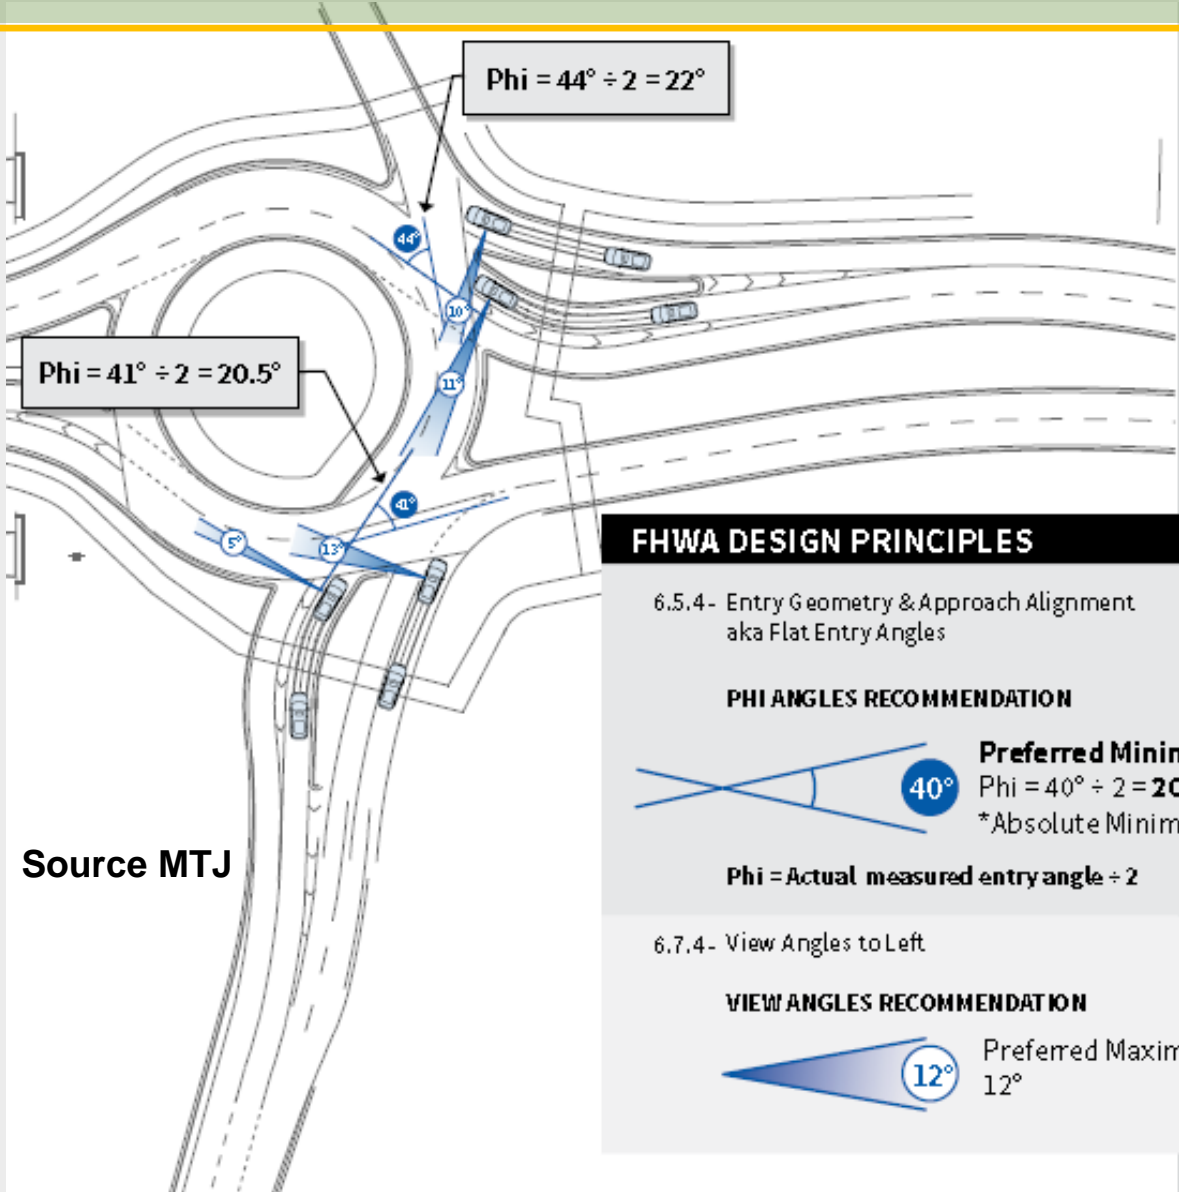 Phi = 44° ÷ 2 = 22°
44°
10°
Phi = 41° ÷ 2 = 20.5°
11°
41°
5°
13°
FHWA DESIGN PRINCIPLES
6.5.4- Entry Geometry & Approach Alignment
aka Flat Entry Angles
PHI ANGLES RECOMMENDATION
Preferred Minim
40°
Phi = 40° ÷ 2 = 20
*Absolute Minim
Source MTJ
Phi = Actual measured entry angle ÷ 2
6.7.4- View Angles to Left
VIEW ANGLES RECOMMENDATION
Preferred Maxim
12°
12°